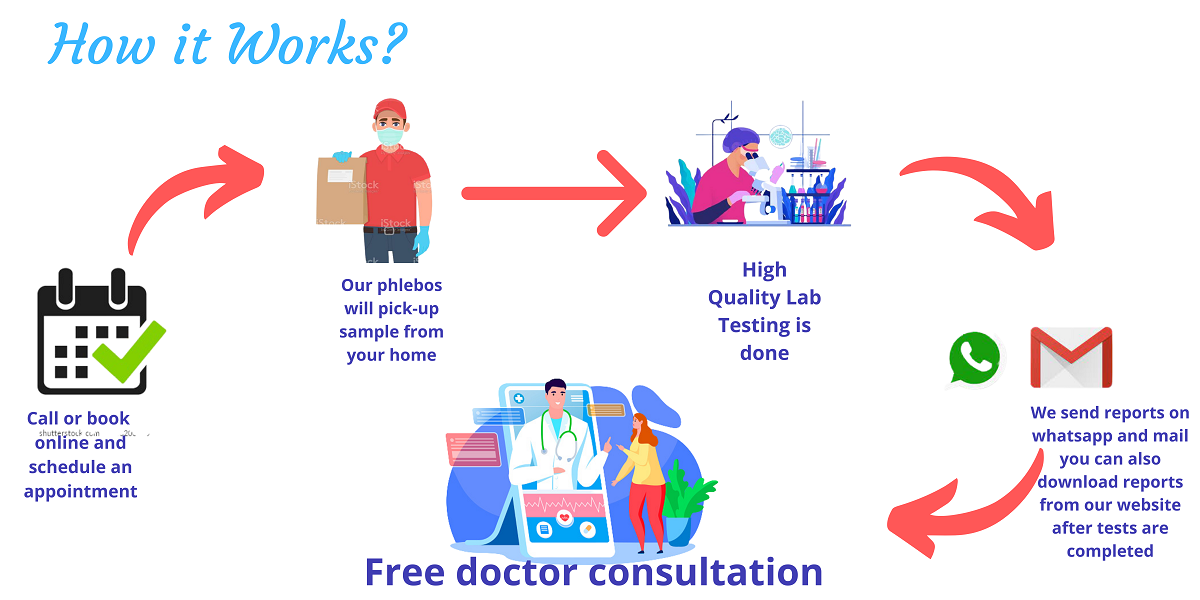 How it Works?
iStock
iStock
iStock
Our phlebos
will pick-up
sample from
your home
High
Quality Lab
Testing is
done
Call or book
shutterstock.com
online and
schedule an
appointment
We send reports on
whatsapp and mail
you can also
download reports
from our website
after tests are
completed
Free doctor consultation